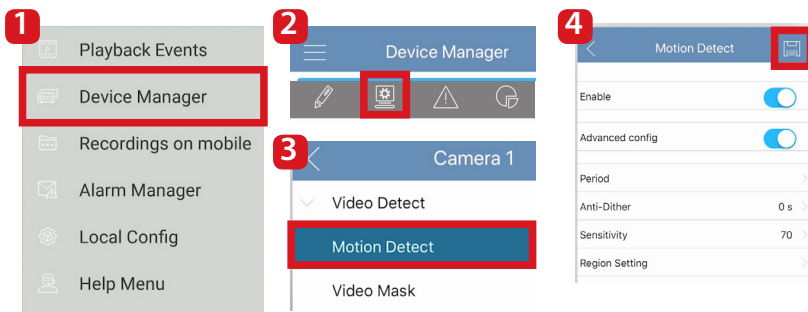 1
Playback Events
Device Manager
Recordings on mobile
Alarm Manager
Local Config
Help Menu
2
Device Manager
3
Camera 1
Video Detect
Motion Detect
Video Mask
4
Motion Detect
Enable
Advanced config
Period
Anti-Dither 0 s
Sensitivity 70
Region Setting